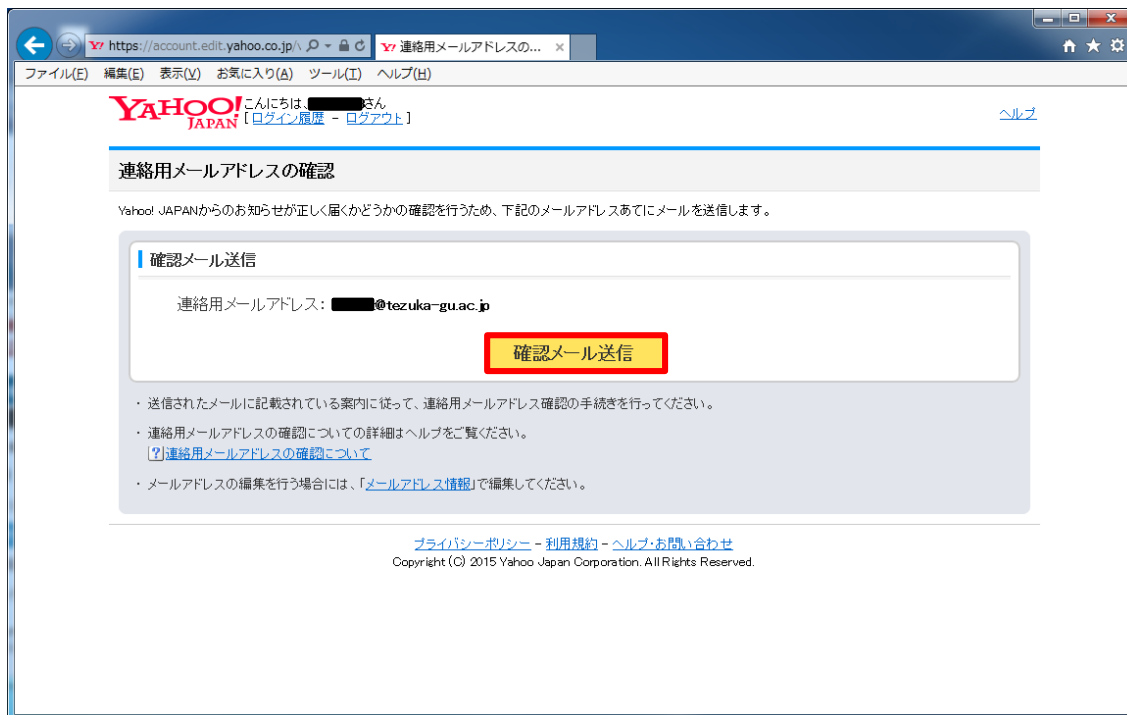 https://account.edit.yahoo.co.jp/
連絡用メールアドレスの...
ファイル(F) 編集(E) 表示(V) お気に入り(A) ツール(T) ヘルプ(H)
YAHOO!
JAPAN
こんにちは、さん
[ログイン履歴 - ログアウト]
ヘルプ
連絡用メールアドレスの確認
Yahoo! JAPANからのお知らせが正しく届くかどうかの確認を行うため、下記のメールアドレスあてにメールを送信します。
確認メール送信
連絡用メールアドレス: @tezuka-gu.ac.jp
確認メール送信
・送信されたメールに記載されている案内に従って、連絡用メールアドレス確認の手続きを行ってください。
・連絡用メールアドレスの確認についての詳細はヘルプをご覧ください。
[?]連絡用メールアドレスの確認について
・メールアドレスの編集を行う場合には、「メールアドレス情報」で編集してください。
プライバシーポリシー - 利用規約 - ヘルプ・お問い合わせ
Copyright (C) 2015 Yahoo Japan Corporation. All Rights Reserved.